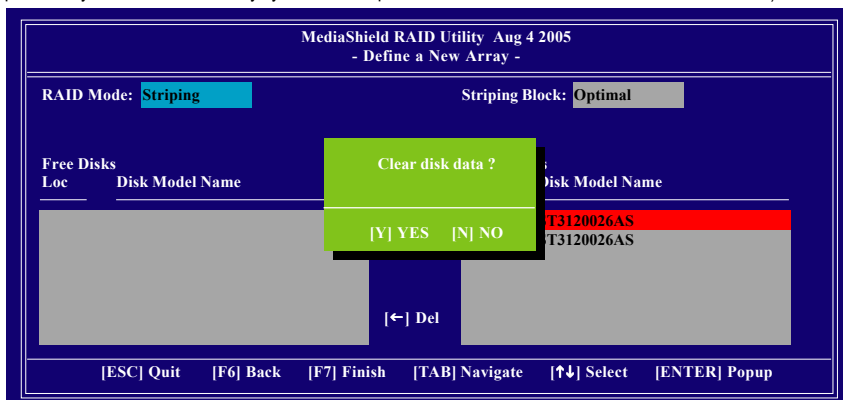 MediaShield RAID Utility Aug 4 2005
- Define a New Array -
RAID Mode: Striping Striping Block: Optimal
Free Disks
Loc Disk Model Name
Disk Model Name
Clear disk data ?
[Y] YES [N] NO
T3120026AS
T3120026AS
[←] Del
[ESC] Quit [F6] Back [F7] Finish [TAB] Navigate [↑↓] Select [ENTER] Popup